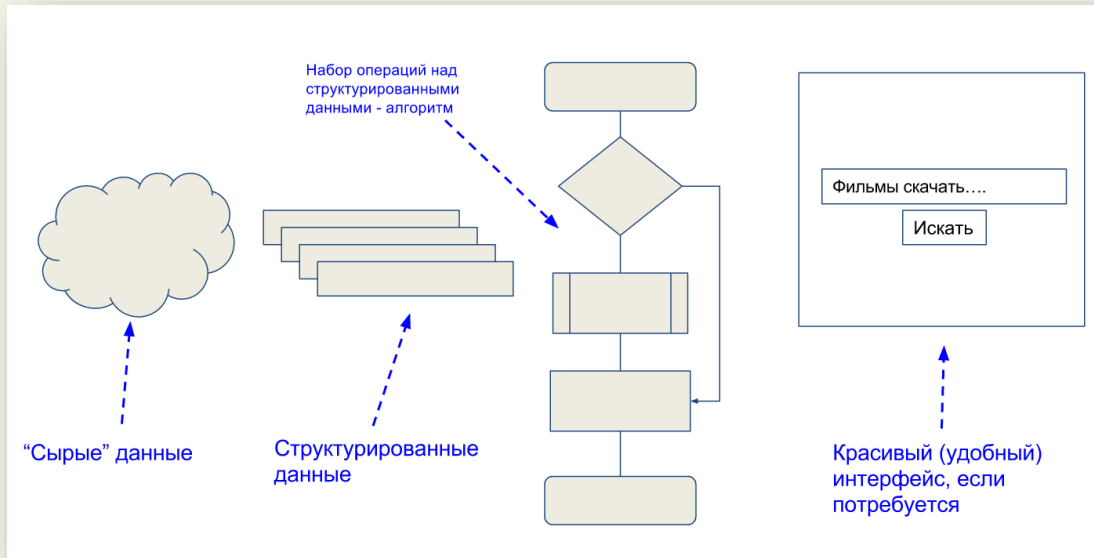 Набор операций над
структурированными
данными - алгоритм
Фильмы скачать....
Искать
“Сырые” данные
Структурированные
данные
Красивый (удобный)
интерфейс, если
потребуется